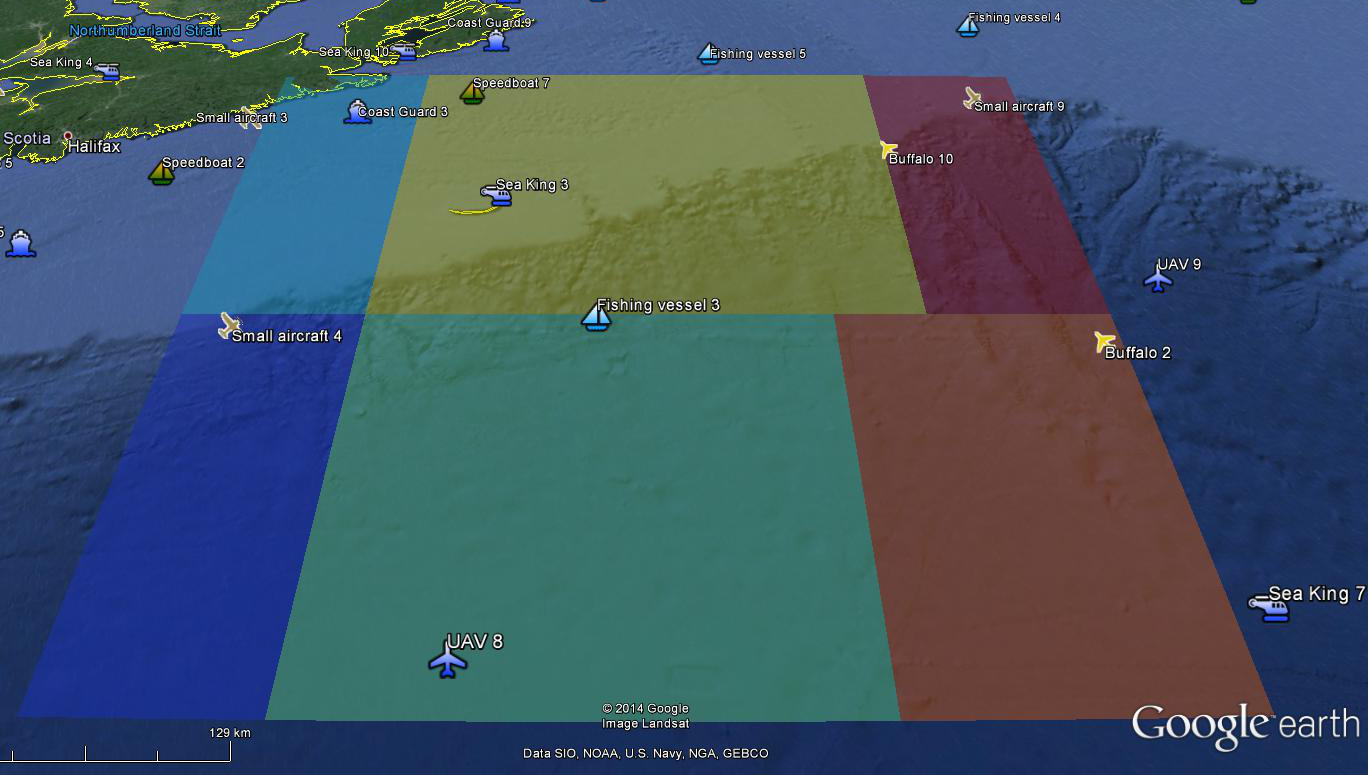 Coast Guard 9
Fishing vessel 4
Northumberland Strait
Sea King 10
Fishing vessel 5
Sea King 4
Speedboat 7
Small aircraft 9
Coast Guard 3
Small aircraft 3
Scotia
Halifax
5
Speedboat 2
Buffalo 10
Sea King 3
5
UAV 9
Fishing vessel 3
Small aircraft 4
Buffalo 2
Sea King 7
UAV 8
© 2014 Google
Image Landsat
Google earth
129 km
Data SIO, NOAA, U.S. Navy, NGA, GEBCO